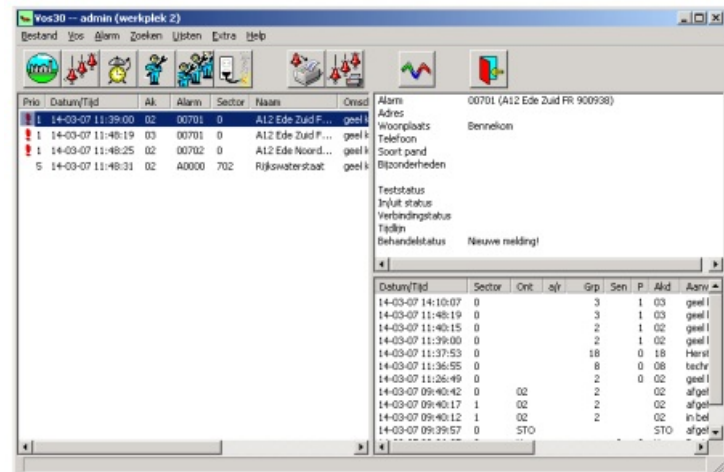 Vos30 -- admin (werkplek 2)
Bestand Vos Alarm Zoeken Lijsten Extra Help
Prio Datum/Tijd Ak Alarm Sector Naam Omsd
1 14-03-07 11:39:00 02 00701 0 A12 Ede Zuid F... geel k
1 14-03-07 11:48:19 03 00701 0 A12 Ede Zuid F... geel k
1 14-03-07 11:48:25 02 00702 0 A12 Ede Noord... geel k
5 14-03-07 11:48:31 02 A0000 702 Rijkswaterstaat geel k
Alarm 00701 (A12 Ede Zuid FR 900938)
Adres
Woonplaats Bennekom
Telefoon
Soort pand
Bijzonderheden
Teststatus
In/uit status
Verbindingstatus
Tijdlijn
Behandelstatus Nieuwe melding!
Datum/Tijd Sector Ont a/r Grp Sen P Akd Aanv
14-03-07 14:10:07 0 3 1 03 geel l
14-03-07 11:48:19 0 3 1 03 geel l
14-03-07 11:40:15 0 2 1 02 geel l
14-03-07 11:39:00 0 2 1 02 geel l
14-03-07 11:37:53 0 18 0 18 Herst
14-03-07 11:36:55 0 8 0 08 techr
14-03-07 11:26:49 0 2 0 02 geel l
14-03-07 09:40:42 0 02 2 02 afget
14-03-07 09:40:17 1 02 2 02 afget
14-03-07 09:40:12 1 02 2 02 in bel
14-03-07 09:39:57 0 STO STO afget